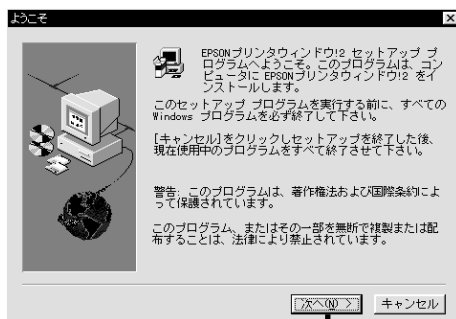 ようこそ
EPSONプリンタウィンドウ!2 セットアップ プ
ログラムへようこそ。このプログラムは、コン
ピュータに EPSONプリンタウィンドウ!2 をイ
ンストールします。
このセットアップ プログラムを実行する前に、すべての
Windows プログラムを必ず終了して下さい。
[キャンセル]をクリックしセットアップを終了した後、
現在使用中のプログラムをすべて終了させて下さい。
警告: このプログラムは、著作権法および国際条約によ
って保護されています。
このプログラム、またはその一部を無断で複製または配
布することは、法律により禁止されています。
次へ(N) >
キャンセル